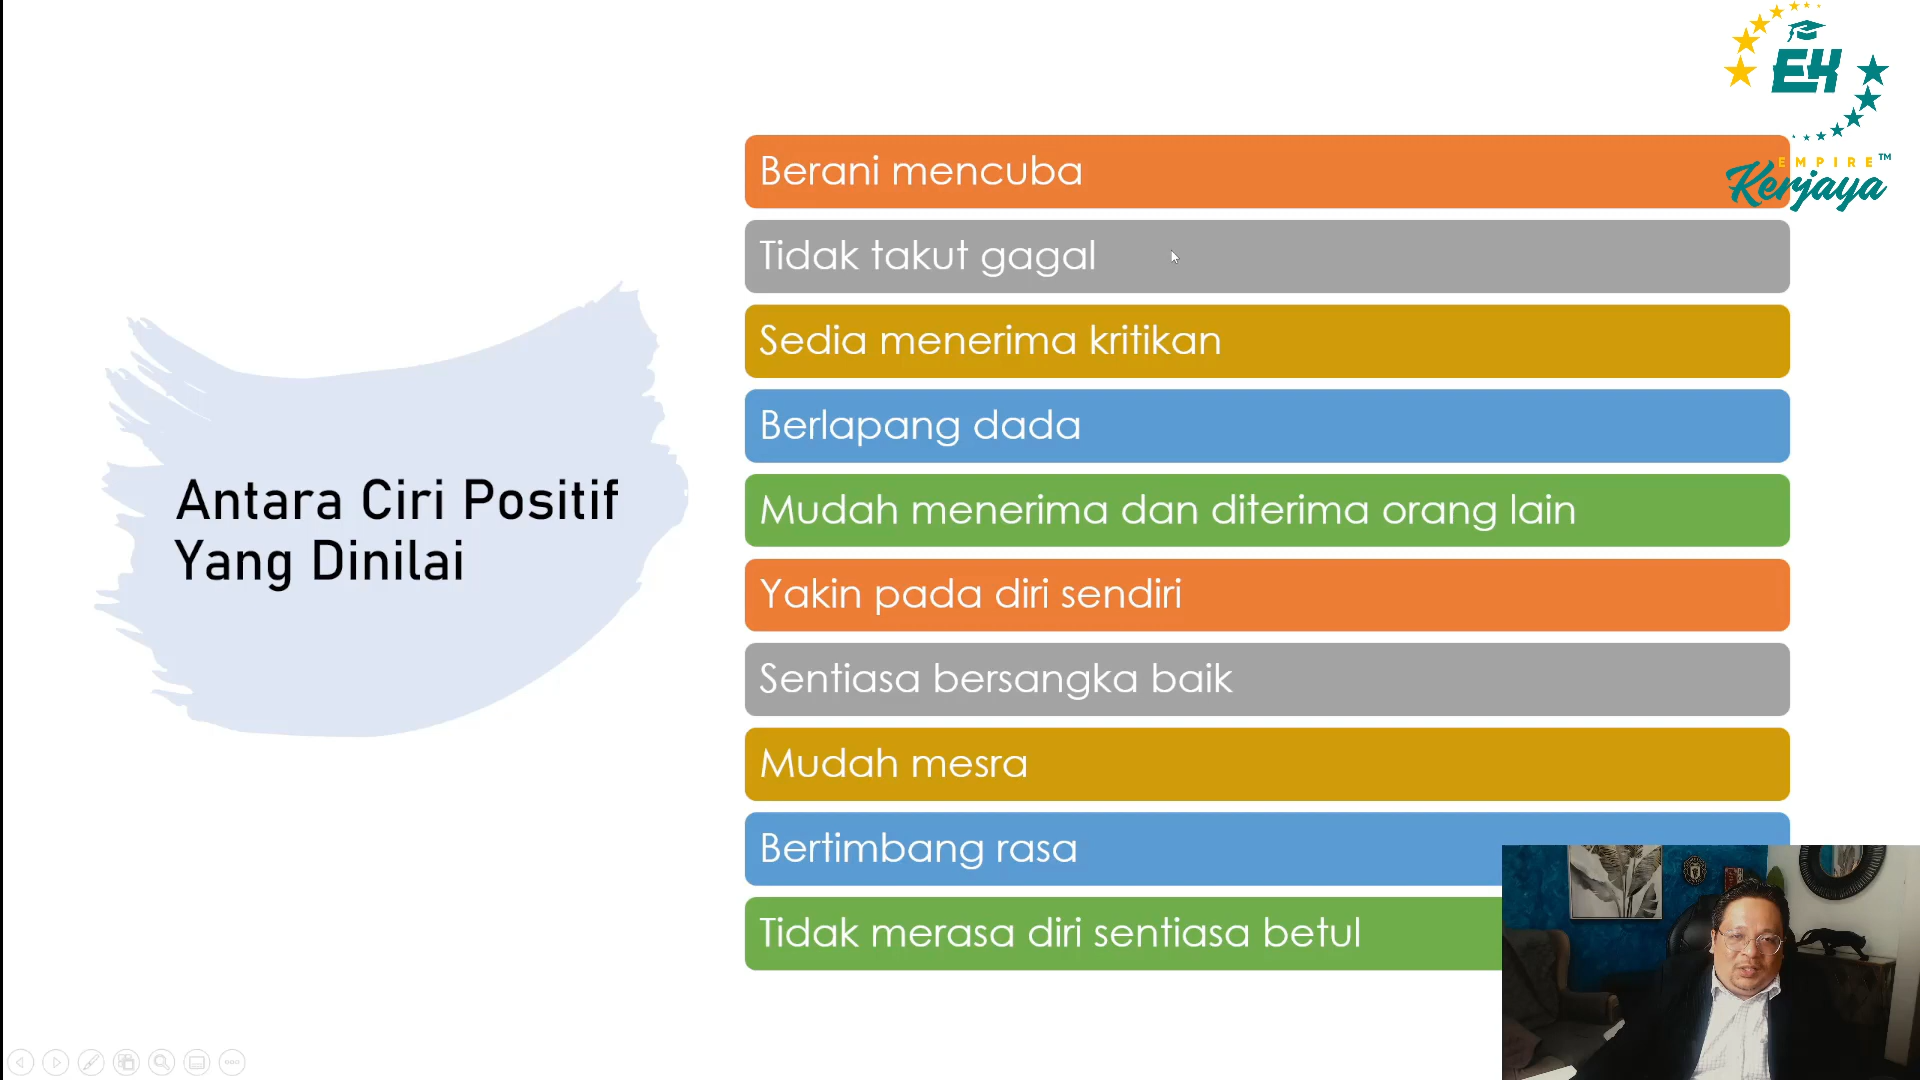 EK
EMPIRE™
Kerjaya
Antara Ciri Positif
Yang Dinilai
Berani mencuba
Tidak takut gagal
Sedia menerima kritikan
Berlapang dada
Mudah menerima dan diterima orang lain
Yakin pada diri sendiri
Sentiasa bersangka baik
Mudah mesra
Bertimbang rasa
Tidak merasa diri sentiasa betul